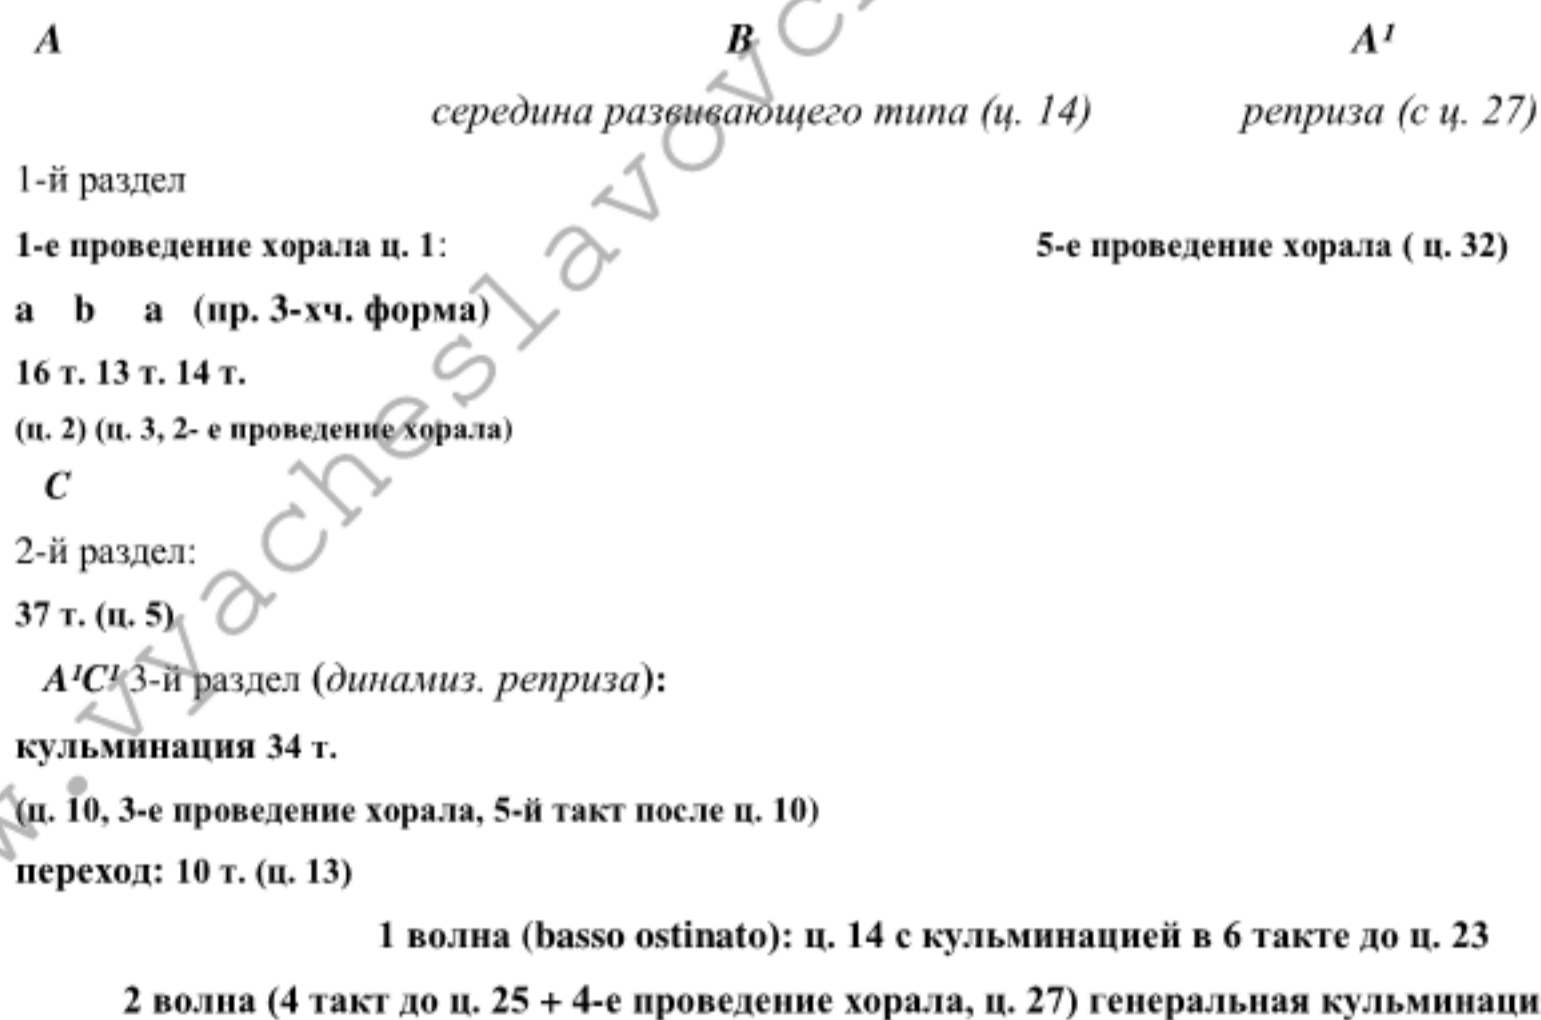 A B A¹
середина развивающего типа (ц. 14) реприза (с ц. 27)
1-й раздел
1-е проведение хорала ц. 1: 5-е проведение хорала ( ц. 32)
a b a (пр. 3-хч. форма)
16 т. 13 т. 14 т.
(ц. 2) (ц. 3, 2- е проведение хорала)
C
2-й раздел:
37 т. (ц. 5)
A¹C¹ 3-й раздел (динамиз. реприза):
кульминация 34 т.
(ц. 10, 3-е проведение хорала, 5-й такт после ц. 10)
переход: 10 т. (ц. 13)
1 волна (basso ostinato): ц. 14 с кульминацией в 6 такте до ц. 23
2 волна (4 такт до ц. 25 + 4-е проведение хорала, ц. 27) генеральная кульминаци
w.vyacheslavovc